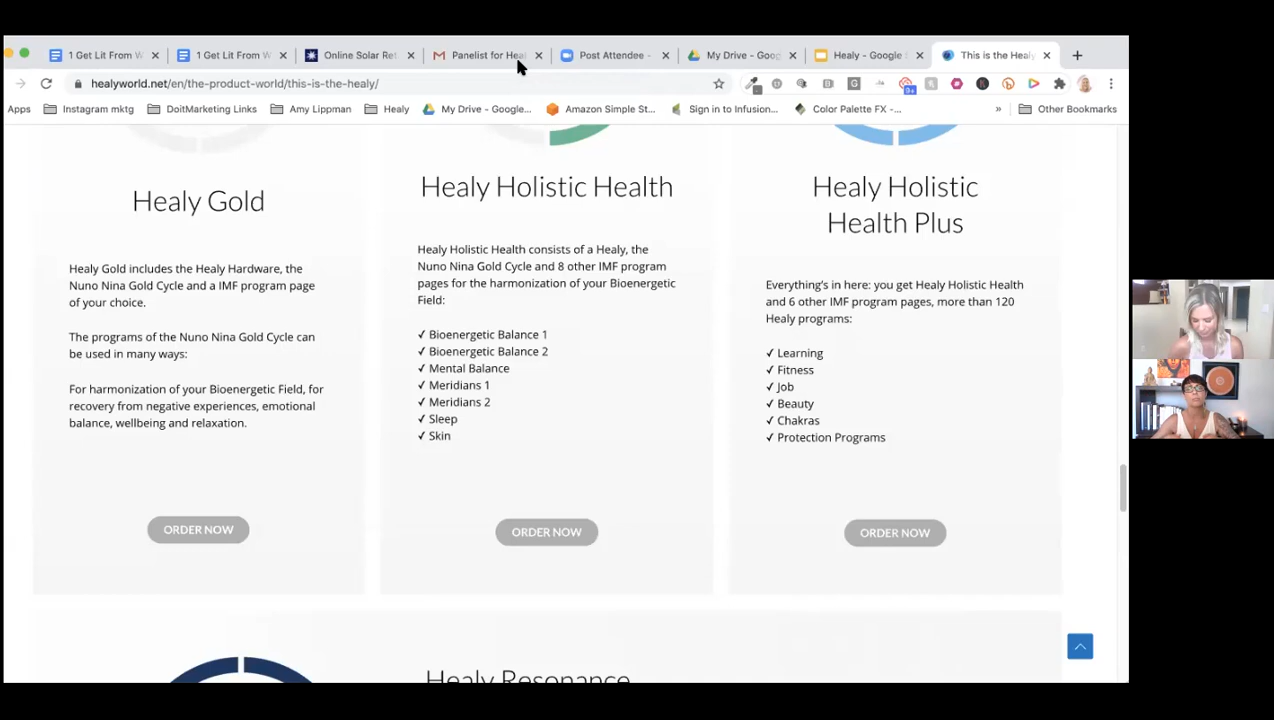 1 Get Lit From W
1 Get Lit From W
Online Solar Ret
Panelist for Heal
Post Attendee -
My Drive - Goog
Healy - Google S
This is the Healy
healyworld.net/en/the-product-world/this-is-the-healy/
9+
Apps
Instagram mktg
DoitMarketing Links
Amy Lippman
Healy
My Drive - Google...
Amazon Simple St...
Sign in to Infusion...
Color Palette FX -...
»
Other Bookmarks
Healy Gold
Healy Gold includes the Healy Hardware, the
Nuno Nina Gold Cycle and a IMF program page
of your choice.
The programs of the Nuno Nina Gold Cycle can
be used in many ways:
For harmonization of your Bioenergetic Field, for
recovery from negative experiences, emotional
balance, wellbeing and relaxation.
ORDER NOW
Healy Holistic Health
Healy Holistic Health consists of a Healy, the
Nuno Nina Gold Cycle and 8 other IMF program
pages for the harmonization of your Bioenergetic
Field:
✓ Bioenergetic Balance 1
✓ Bioenergetic Balance 2
✓ Mental Balance
✓ Meridians 1
✓ Meridians 2
✓ Sleep
✓ Skin
ORDER NOW
Healy Holistic
Health Plus
Everything's in here: you get Healy Holistic Health
and 6 other IMF program pages, more than 120
Healy programs:
✓ Learning
✓ Fitness
✓ Job
✓ Beauty
✓ Chakras
✓ Protection Programs
ORDER NOW
Healy Resonance